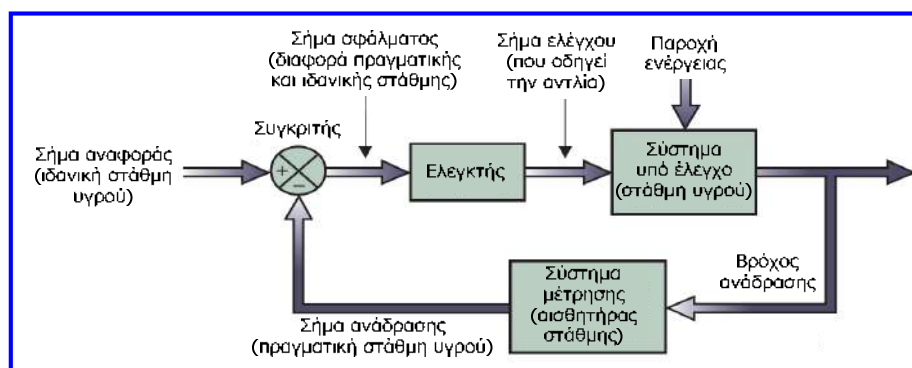 Σήμα σφάλματος
(διαφορά πραγματικής
και ιδανικής στάθμης)
Σήμα ελέγχου
(που οδηγεί
την αντλία)
Παροχή
ενέργειας
Συγκριτής
Σήμα αναφοράς
(ιδανική στάθμη
υγρού)
+
−
Ελεγκτής
Σύστημα
υπό έλεγχο
(στάθμη υγρού)
Βρόχος
ανάδρασης
Σύστημα
μέτρησης
(αισθητήρας
στάθμης)
Σήμα ανάδρασης
(πραγματική στάθμη υγρού)